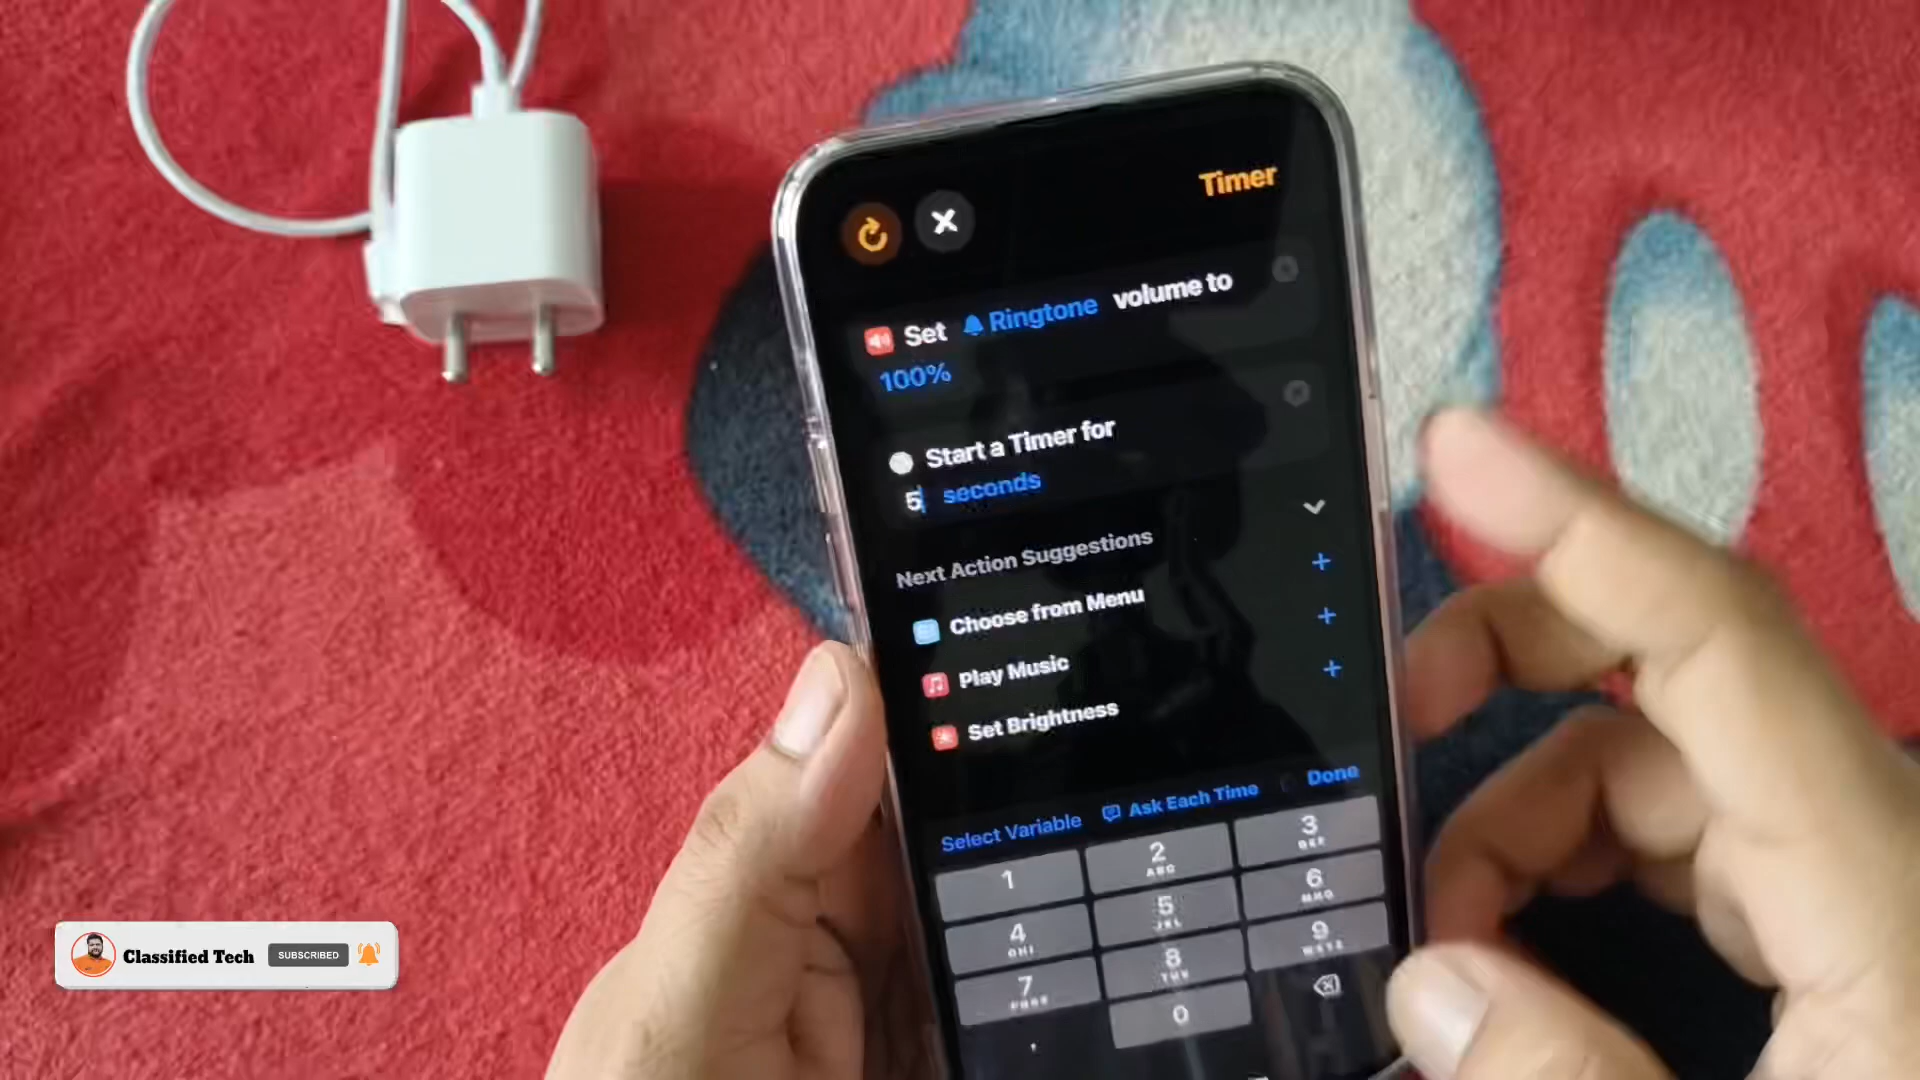 Timer
Set Ringtone volume to
100%
Start a Timer for
5 seconds
Next Action Suggestions
Choose from Menu
Play Music
Set Brightness
Select Variable Ask Each Time Done
1 2 ABC 3 DEF
4 GHI 5 JKL 6 MNO
7 PQRS 8 TUV 9 WXYZ
0
Classified Tech SUBSCRIBED